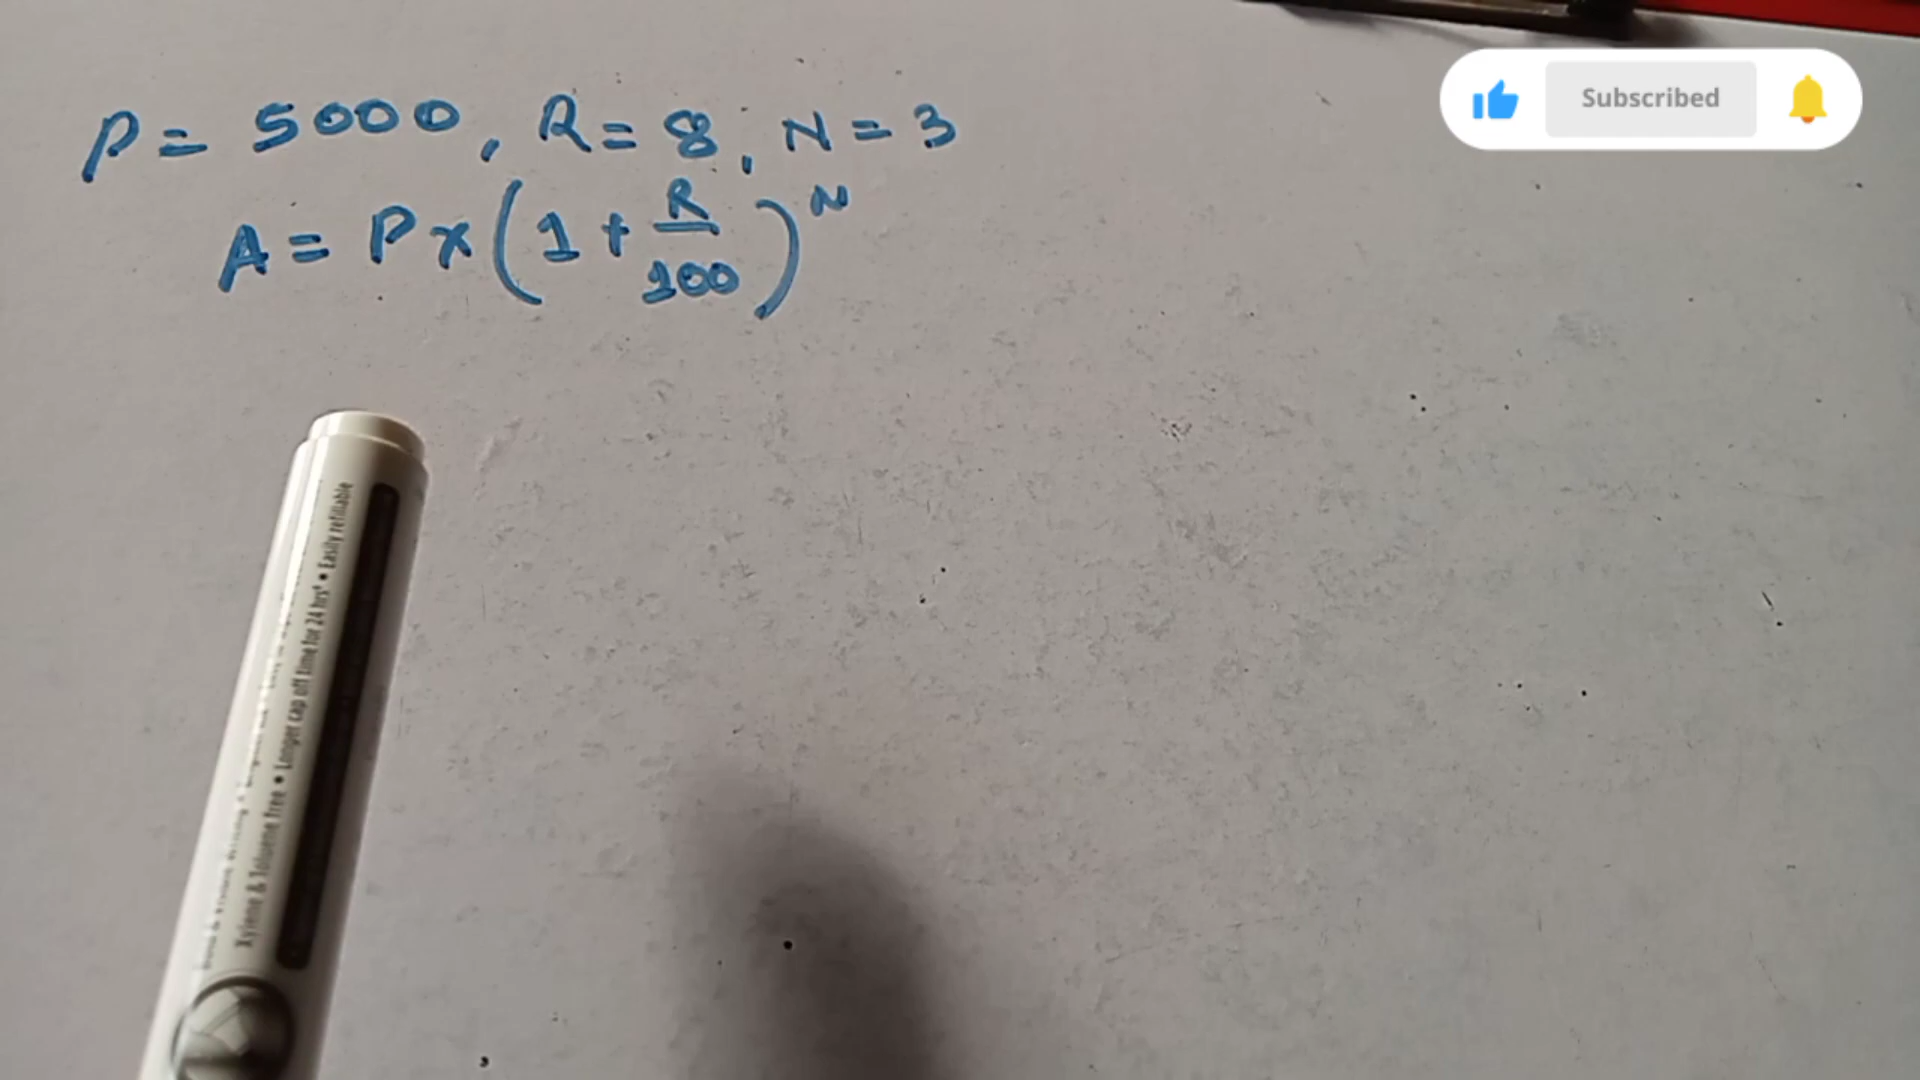 Subscribed
P = 5000, R = 8, N = 3
A = P x (1 + R/100)^N
Xylene & Toluene free • Longer cap off time for 24 hrs* • Easily refillable